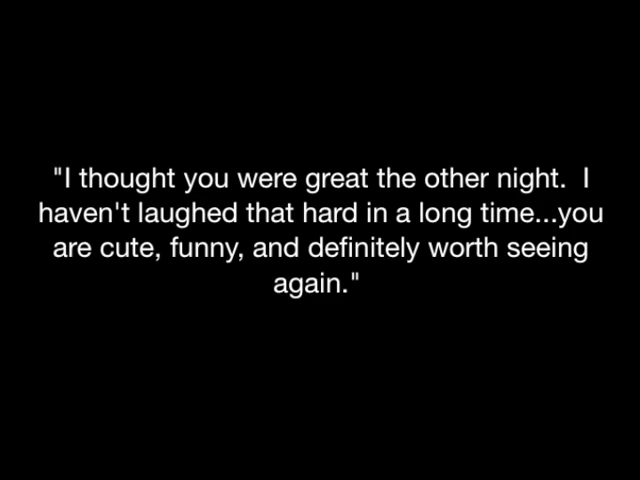 "I thought you were great the other night.  I
haven't laughed that hard in a long time...you
are cute, funny, and definitely worth seeing
again."